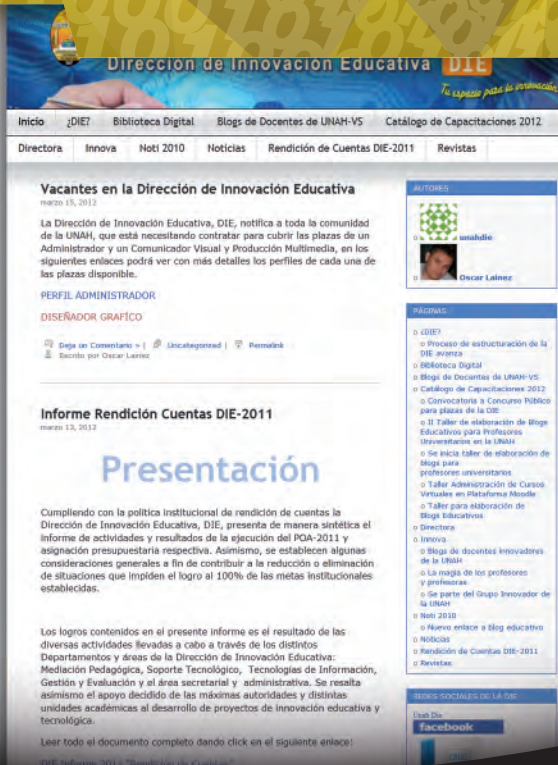 Dirección de Innovación Educativa DIE
Tu espacio para la innovación
Inicio ¿DIE? Biblioteca Digital Blogs de Docentes de UNAH-VS Catálogo de Capacitaciones 2012
Directora Innova Noti 2010 Noticias Rendición de Cuentas DIE-2011 Revistas
Vacantes en la Dirección de Innovación Educativa
marzo 15, 2012
La Dirección de Innovación Educativa, DIE, notifica a toda la comunidad
de la UNAH, que está necesitando contratar para cubrir las plazas de un
Administrador y un Comunicador Visual y Producción Multimedia, en los
siguientes enlaces podrá ver con más detalles los perfiles de cada una de
las plazas disponible.
PERFIL ADMINISTRADOR
DISEÑADOR GRAFÍCO
Deja un Comentario » | Uncategorized | Permalink
Escrito por Oscar Lainez
Informe Rendición Cuentas DIE-2011
marzo 13, 2012
Presentación
Cumpliendo con la política institucional de rendición de cuentas la
Dirección de Innovación Educativa, DIE, presenta de manera sintética el
informe de actividades y resultados de la ejecución del POA-2011 y
asignación presupuestaria respectiva. Asimismo, se establecen algunas
consideraciones generales a fin de contribuir a la reducción o eliminación
de situaciones que impiden el logro al 100% de las metas institucionales
establecidas.
Los logros contenidos en el presente informe es el resultado de las
diversas actividades llevadas a cabo a través de los distintos
Departamentos y áreas de la Dirección de Innovación Educativa:
Mediación Pedagógica, Soporte Tecnológico, Tecnologías de Información,
Gestión y Evaluación y el área secretarial y administrativa. Se resalta
asimismo el apoyo decidido de las máximas autoridades y distintas
unidades académicas al desarrollo de proyectos de innovación educativa y
tecnológica.
Leer todo el documento completo dando click en el siguiente enlace:
DIE Informe 2011 "Rendición de Cuentas"
AUTORES
unahdie
Oscar Lainez
PÁGINAS
¿DIE?
Proceso de estructuración de la
DIE avanza
Biblioteca Digital
Blogs de Docentes de UNAH-VS
Catálogo de Capacitaciones 2012
Convocatoria a Concurso Público
para plazas de la DIE
II Taller de elaboración de Blogs
Educativos para Profesores
Universitarios en la UNAH
Se inicia taller de elaboración de
blogs para
profesores universitarios
Taller Administración de Cursos
Virtuales en Plataforma Moodle
Taller para elaboración de
Blogs Educativos
Directora
Innova
Blogs de docentes innovadores
de la UNAH
La magia de los profesores
y profesoras
Se parte del Grupo Innovador de
la UNAH
Noti 2010
Nuevo enlace a blog educativo
Noticias
Rendición de Cuentas DIE-2011
Revistas
REDES SOCIALES DE LA DIE
Unah Die
facebook